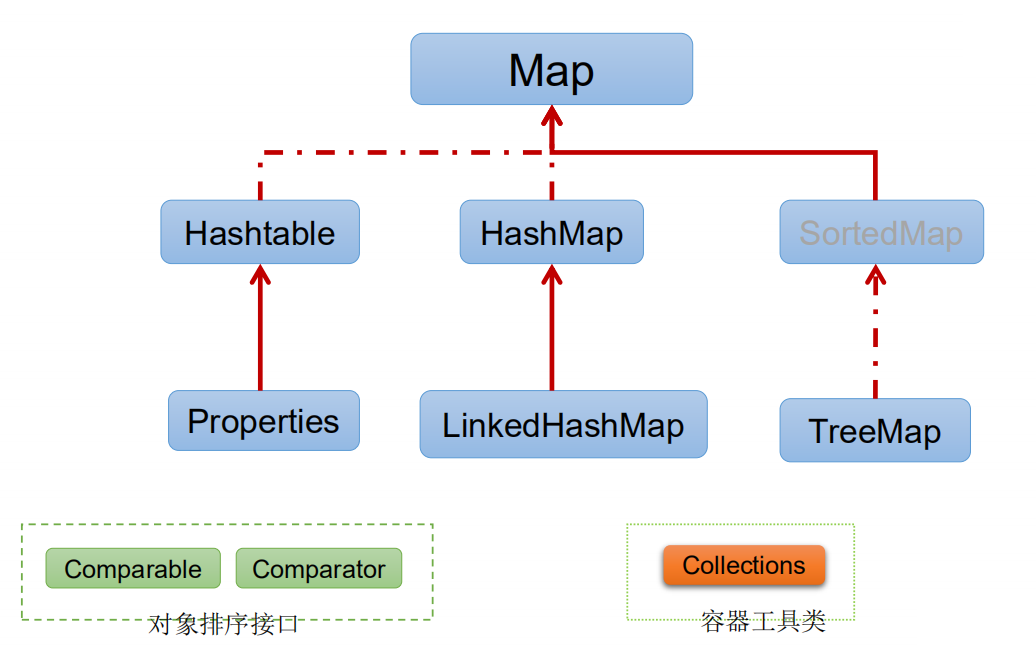 Map
Hashtable
HashMap
SortedMap
Properties
LinkedHashMap
TreeMap
Comparable
Comparator
对象排序接口
Collections
容器工具类